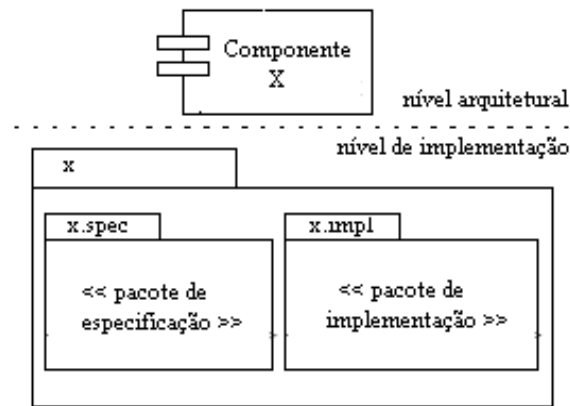 Componente
X
nível arquitetural
nível de implementação
x
x.spec
x.impl
<< pacote de
especificação >>
<< pacote de
implementação >>